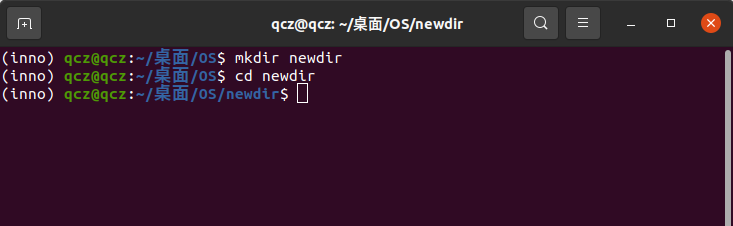 qcz@qcz: ~/桌面/OS/newdir
(inno) qcz@qcz:~/桌面/OS$ mkdir newdir
(inno) qcz@qcz:~/桌面/OS$ cd newdir
(inno) qcz@qcz:~/桌面/OS/newdir$